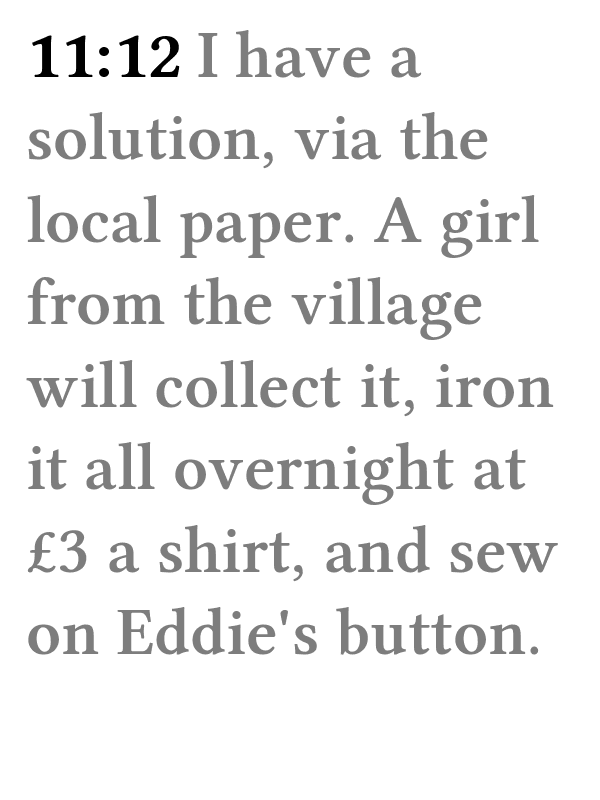 11:12 I have a
solution, via the
local paper. A girl
from the village
will collect it, iron
it all overnight at
£3 a shirt, and sew
on Eddie's button.